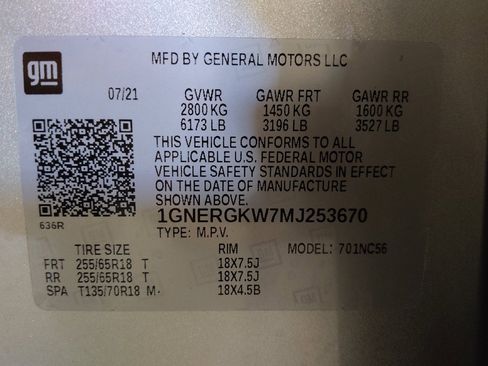 gm
MFD BY GENERAL MOTORS LLC
07/21 GVWR GAWR FRT GAWR RR
2800 KG 1450 KG 1600 KG
6173 LB 3196 LB 3527 LB
THIS VEHICLE CONFORMS TO ALL
APPLICABLE U.S. FEDERAL MOTOR
VEHICLE SAFETY STANDARDS IN EFFECT
ON THE DATE OF MANUFACTURE
SHOWN ABOVE.
636R
1GNERGKW7MJ253670
TYPE: M.P.V. MODEL: 701NC56
TIRE SIZE RIM
FRT 255/65R18 T 18X7.5J
RR 255/65R18 T 18X7.5J
SPA T135/70R18 M- 18X4.5B